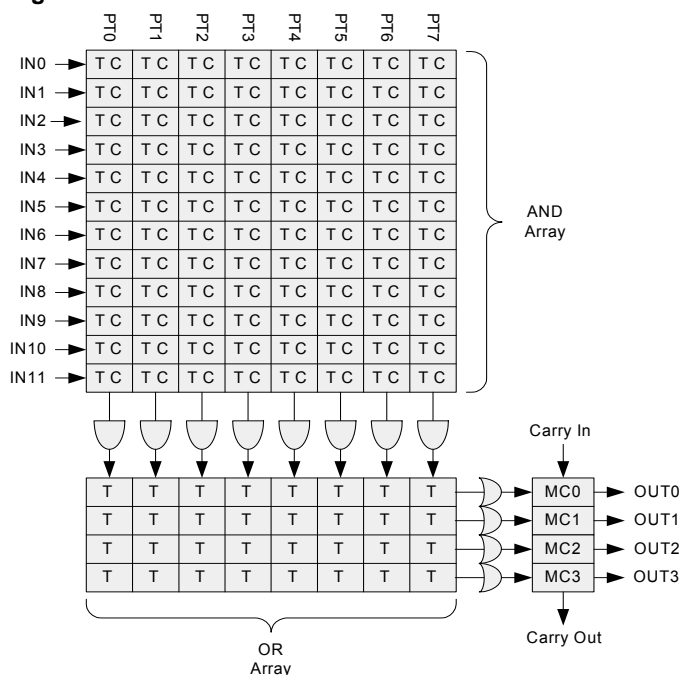 PT0 PT1 PT2 PT3 PT4 PT5 PT6 PT7
IN0 T C T C T C T C T C T C T C T C
IN1 T C T C T C T C T C T C T C T C
IN2 T C T C T C T C T C T C T C T C
IN3 T C T C T C T C T C T C T C T C
IN4 T C T C T C T C T C T C T C T C
IN5 T C T C T C T C T C T C T C T C
IN6 T C T C T C T C T C T C T C T C
IN7 T C T C T C T C T C T C T C T C
IN8 T C T C T C T C T C T C T C T C
IN9 T C T C T C T C T C T C T C T C
IN10 T C T C T C T C T C T C T C T C
IN11 T C T C T C T C T C T C T C T C
AND
Array
Carry In
T T T T T T T T MC0 OUT0
T T T T T T T T MC1 OUT1
T T T T T T T T MC2 OUT2
T T T T T T T T MC3 OUT3
Carry Out
OR
Array